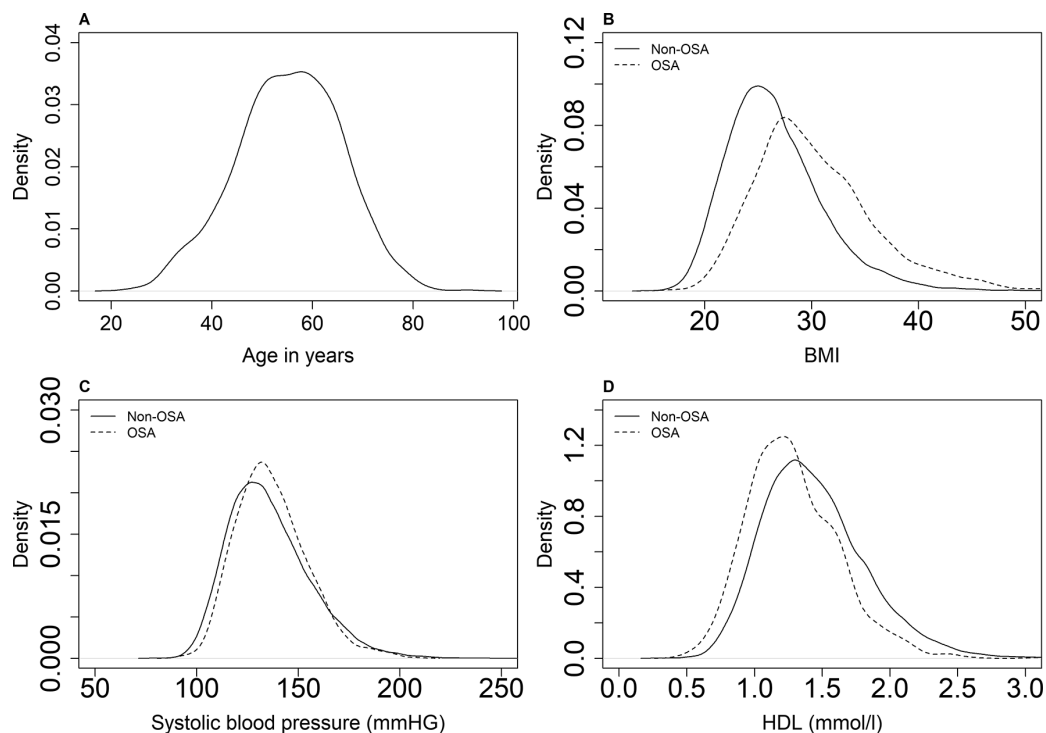 A
Density
0.00
0.01
0.02
0.03
0.04
20
40
60
80
100
Age in years
B
Non-OSA
OSA
Density
0.00
0.04
0.08
0.12
20
30
40
50
BMI
C
Non-OSA
OSA
Density
0.000
0.015
0.030
50
100
150
200
250
Systolic blood pressure (mmHG)
D
Non-OSA
OSA
Density
0.0
0.4
0.8
1.2
0.0
0.5
1.0
1.5
2.0
2.5
3.0
HDL (mmol/l)